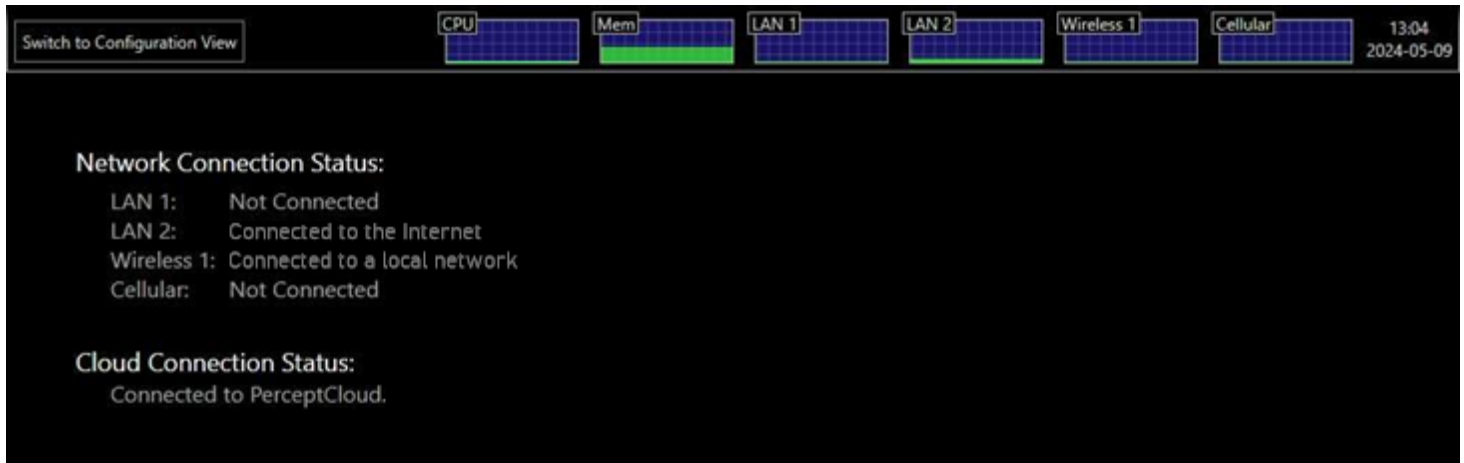 Switch to Configuration View
CPU
Mem
LAN 1
LAN 2
Wireless 1
Cellular
13:04
2024-05-09
Network Connection Status:
LAN 1: Not Connected
LAN 2: Connected to the Internet
Wireless 1: Connected to a local network
Cellular: Not Connected
Cloud Connection Status:
Connected to PerceptCloud.